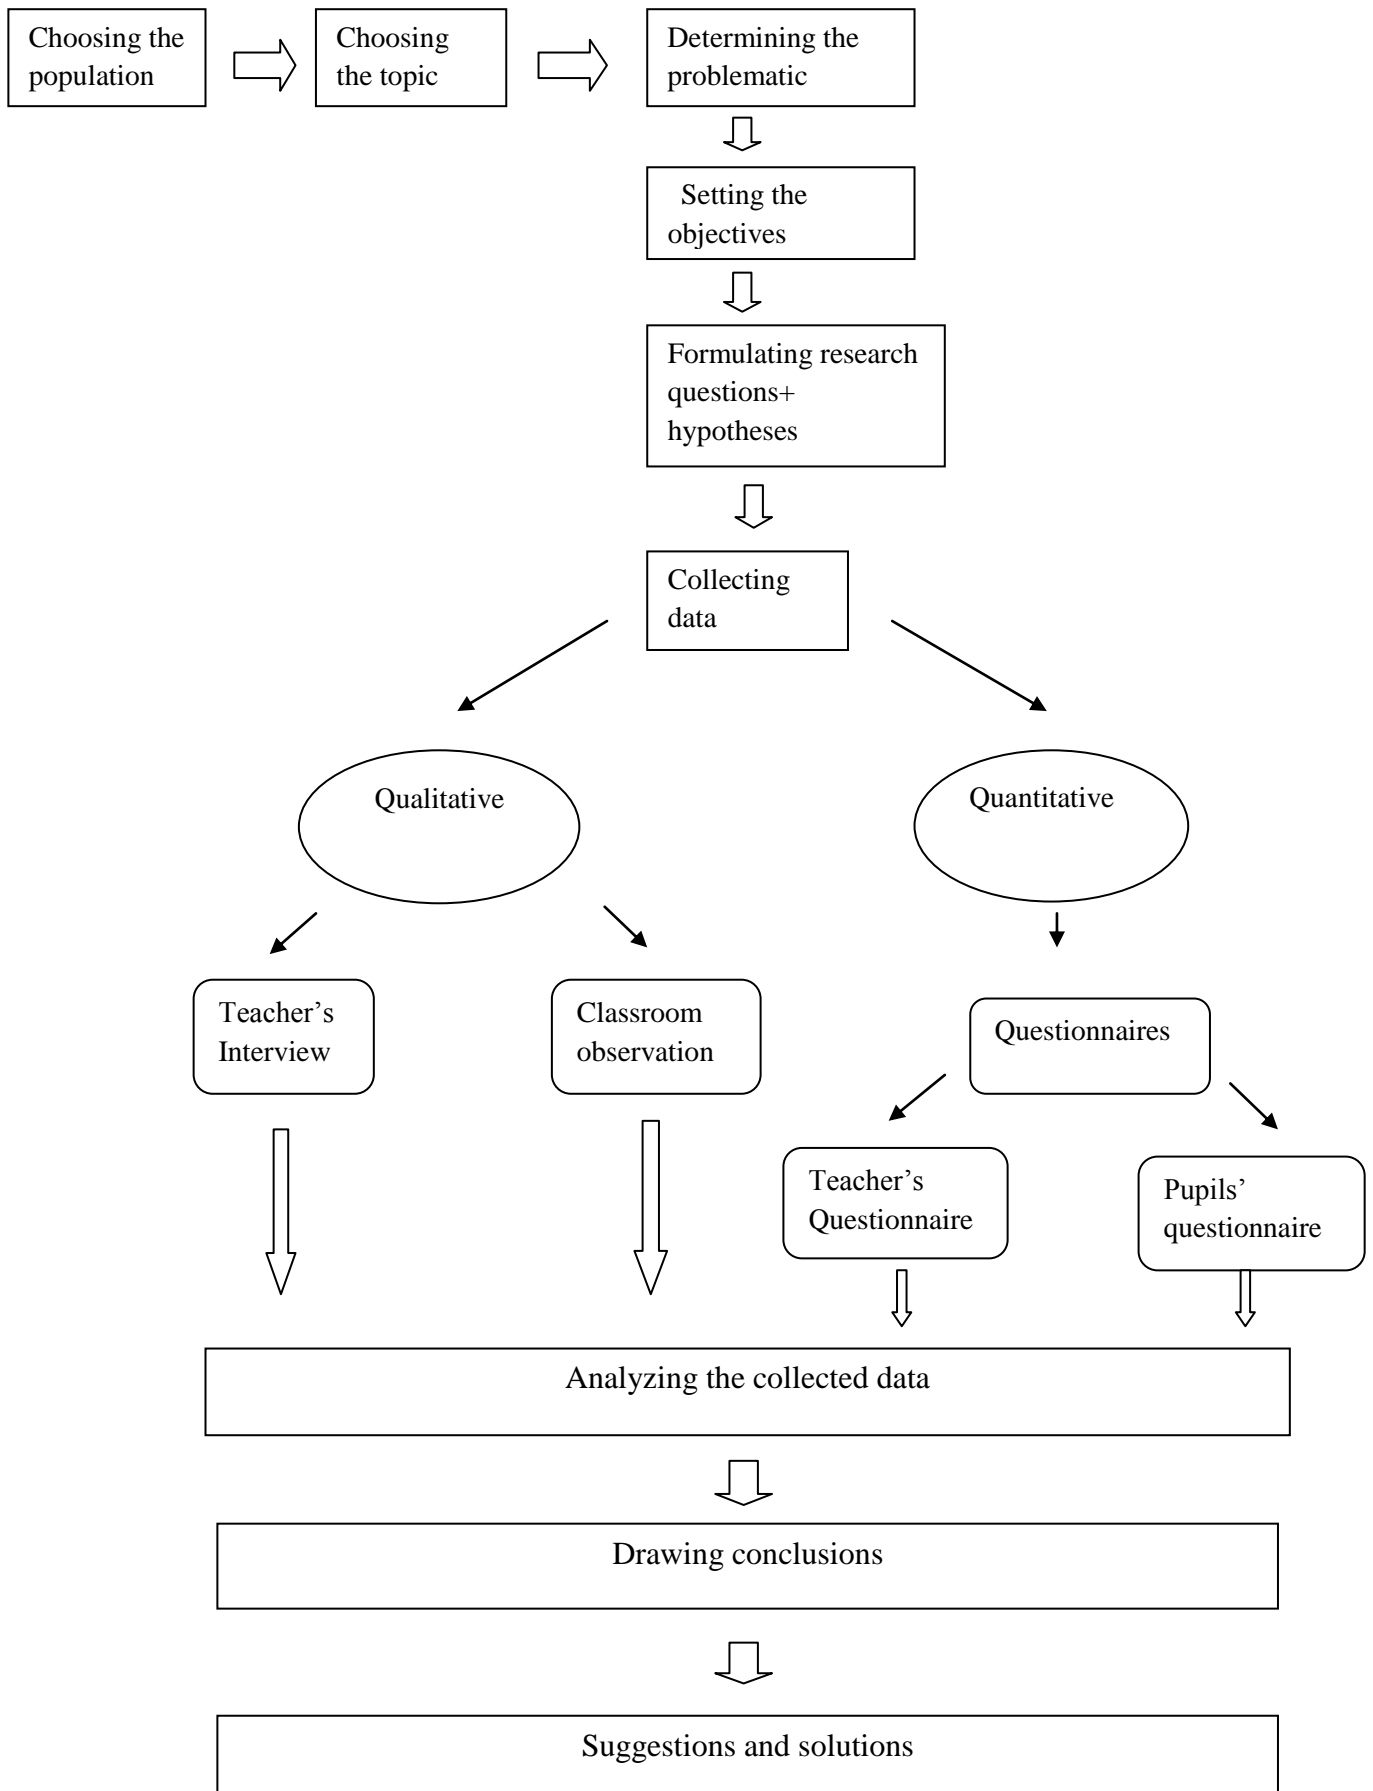 Choosing the
population
Choosing
the topic
Determining the
problematic
Setting the
objectives
Formulating research
questions+
hypotheses
Collecting
data
Qualitative
Quantitative
Teacher’s
Interview
Classroom
observation
Questionnaires
Teacher’s
Questionnaire
Pupils’
questionnaire
Analyzing the collected data
Drawing conclusions
Suggestions and solutions